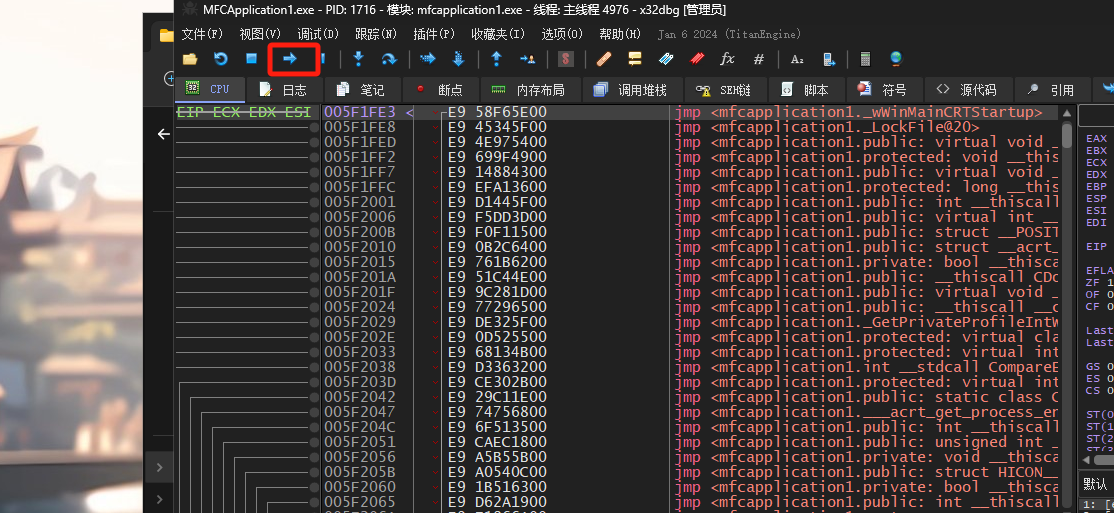 MFCApplication1.exe - PID: 1716 - 模块: mfcapplication1.exe - 线程: 主线程 4976 - x32dbg [管理员]
文件(F) 视图(V) 调试(D) 跟踪(N) 插件(P) 收藏夹(I) 选项(O) 帮助(H) Jan 6 2024 (TitanEngine)
fx # A₂
CPU 日志 笔记 断点 内存布局 调用堆栈 SEH链 脚本 符号 源代码 引用
EIP ECX EDX ESI 005F1FE3 < E9 58F65E00 jmp <mfcapplication1._wWinMainCRTStartup>
005F1FE8 E9 45345F00 jmp <mfcapplication1._LockFile@20>
005F1FED E9 4E975400 jmp <mfcapplication1.public: virtual void _
005F1FF2 E9 699F4900 jmp <mfcapplication1.protected: void __this
005F1FF7 E9 14884300 jmp <mfcapplication1.public: virtual void _
005F1FFC E9 EFA13600 jmp <mfcapplication1.protected: long __this
005F2001 E9 D1445F00 jmp <mfcapplication1.public: int __thiscall
005F2006 E9 F5DD3D00 jmp <mfcapplication1.public: virtual int __
005F200B E9 F0F11500 jmp <mfcapplication1.public: struct __POSIT
005F2010 E9 0B2C6400 jmp <mfcapplication1.public: struct __acrt_
005F2015 E9 761B6200 jmp <mfcapplication1.private: bool __thisca
005F201A E9 51C44E00 jmp <mfcapplication1.public: __thiscall CDo
005F201F E9 9C281D00 jmp <mfcapplication1.public: virtual void _
005F2024 E9 77296500 jmp <mfcapplication1.public: __thiscall __c
005F2029 E9 DE325F00 jmp <mfcapplication1._GetPrivateProfileIntW
005F202E E9 0D525500 jmp <mfcapplication1.protected: virtual clas
005F2033 E9 68134B00 jmp <mfcapplication1.protected: virtual int
005F2038 E9 D3363200 jmp <mfcapplication1.int __stdcall CompareE
005F203D E9 CE302B00 jmp <mfcapplication1.protected: virtual int
005F2042 E9 29C11E00 jmp <mfcapplication1.public: static class C
005F2047 E9 74756800 jmp <mfcapplication1.___acrt_get_process_en
005F204C E9 6F513500 jmp <mfcapplication1.public: int __thiscall
005F2051 E9 CAEC1800 jmp <mfcapplication1.public: unsigned int _
005F2056 E9 A5B55B00 jmp <mfcapplication1.private: void __thisca
005F205B E9 A0540C00 jmp <mfcapplication1.public: struct HICON__
005F2060 E9 1B516300 jmp <mfcapplication1.private: bool __thisca
005F2065 E9 D62A1900 jmp <mfcapplication1.public: int __thiscall
EAX
EBX
ECX
EDX
EBP
ESP
ESI
EDI
EIP
EFLA
ZF 1
OF 0
CF 0
Last
Last
GS 0
ES 0
CS 0
ST(0
ST(1
ST(2
默认
1: [e